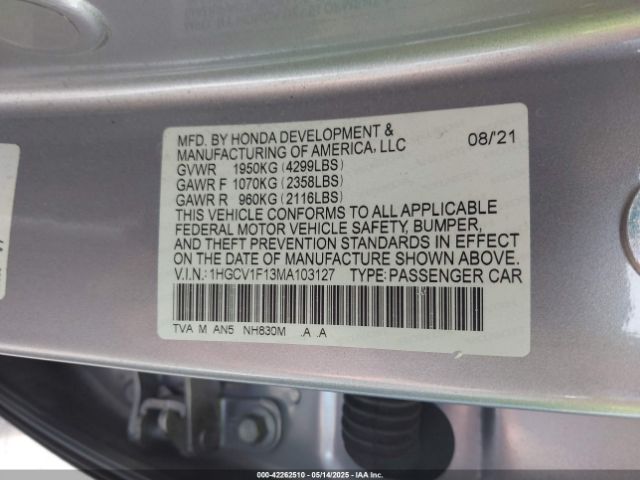 MFD. BY HONDA DEVELOPMENT &
MANUFACTURING OF AMERICA, LLC 08/21
GVWR 1950KG (4299LBS)
GAWR F 1070KG (2358LBS)
GAWR R 960KG (2116LBS)
THIS VEHICLE CONFORMS TO ALL APPLICABLE
FEDERAL MOTOR VEHICLE SAFETY, BUMPER,
AND THEFT PREVENTION STANDARDS IN EFFECT
ON THE DATE OF MANUFACTURE SHOWN ABOVE.
V.I.N.: 1HGCV1F13MA103127 TYPE: PASSENGER CAR
TVA M AN5 NH830M .A .A
000-42262510 | 05/14/2025 | IAA, Inc.